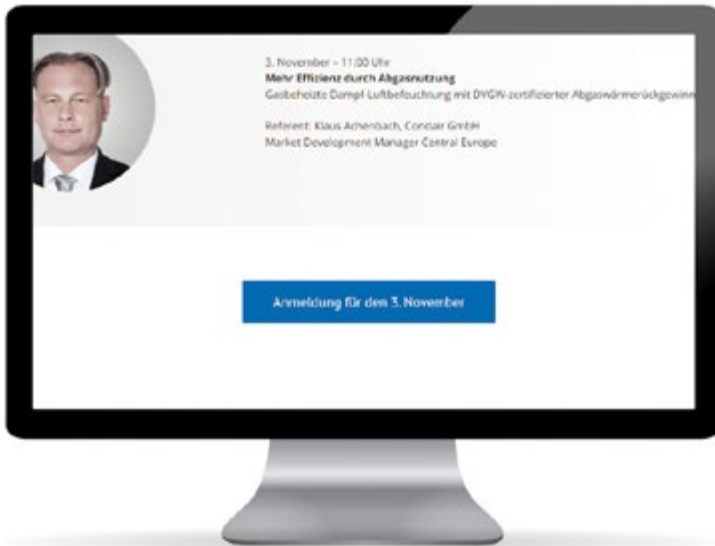 3. November – 11.00 Uhr
Mehr Effizienz durch Abgasnutzung
Gasbeheizte Dampf-Luftbefeuchtung mit DVGW-zertifizierter Abgaswärmerückgewinn
Referent: Klaus Achenbach, Condair GmbH
Market Development Manager Central Europe
Anmeldung für den 3. November